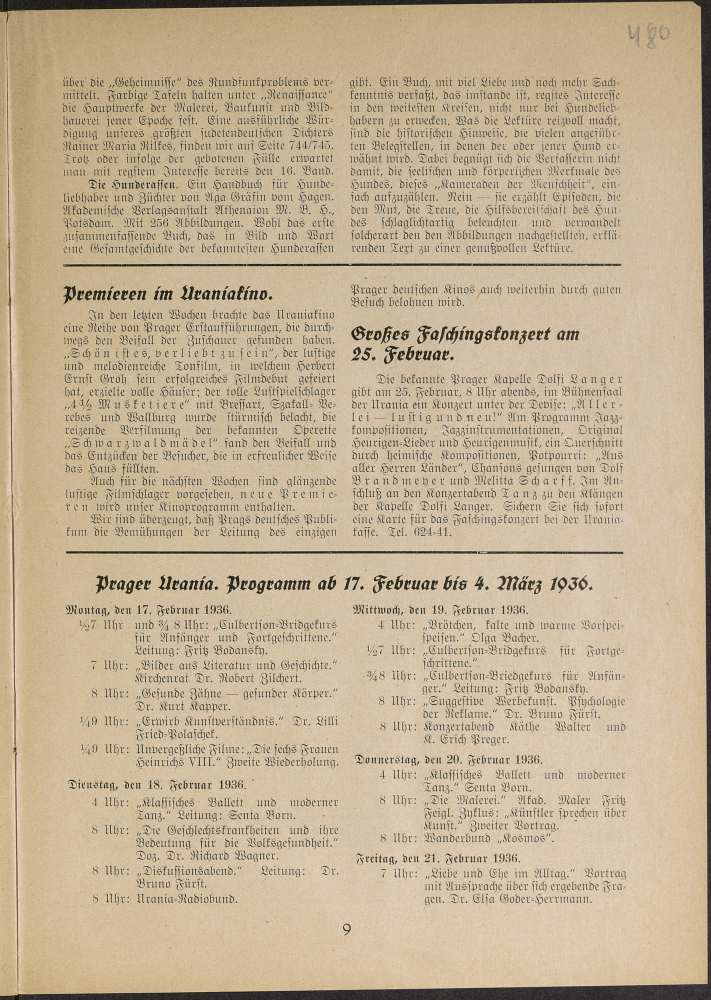 480
über die „Geheimnisse“ des Rundfunkproblems ver-
mittelt. Farbige Tafeln halten unter „Renaissance“
die Hauptwerke der Malerei, Baukunst und Bild-
hauerei jener Epoche fest. Eine ausführliche Wür-
digung unseres größten sudetendeutschen Dichters
Rainer Maria Rilkes, finden wir auf Seite 744/745.
Trotz oder infolge der gebotenen Fülle erwartet
man mit regstem Interesse bereits den 16. Band.
Die Hunderassen. Ein Handbuch für Hunde-
liebhaber und Züchter von Aga Gräfin vom Hagen.
Akademische Verlagsanstalt Athenaion M. B. H.,
Potsdam. Mit 256 Abbildungen. Wohl das erste
zusammenfassende Buch, das in Bild und Wort
eine Gesamtgeschichte der bekanntesten Hunderassen
gibt. Ein Buch, mit viel Liebe und noch mehr Sach-
kenntnis verfaßt, das imstande ist, regstes Interesse
in den weitesten Kreisen, nicht nur bei Hundelieb-
habern zu erwecken. Was die Lektüre reizvoll macht,
sind die historischen Hinweise, die vielen angeführ-
ten Belegstellen, in denen der oder jener Hund er-
wähnt wird. Dabei begnügt sich die Verfasserin nicht
damit, die seelischen und körperlichen Merkmale des
Hundes, dieses „Kameraden der Menschheit“, ein-
fach aufzuzählen. Nein — sie erzählt Episoden, die
den Mut, die Treue, die Hilfsbereitschaft des Hun-
des schlaglichtartig beleuchten und verwandelt
solcherart den den Abbildungen nachgestellten, erklä-
renden Text zu einer genußvollen Lektüre.
Premieren im Uraniakino.
In den letzten Wochen brachte das Uraniakino
eine Reihe von Prager Erstaufführungen, die durch-
wegs den Beifall der Zuschauer gefunden haben.
„Schön ist es, verliebt zu sein“, der lustige
und melodienreiche Tonfilm, in welchem Herbert
Ernst Groh sein erfolgreiches Filmdebut gefeiert
hat, erzielte volle Häuser; der tolle Lustspielschlager
„4½ Musketiere“ mit Bressart, Szakall- Ve-
rebes und Wallburg wurde stürmisch belacht, die
reizende Verfilmung der bekannten Operette
„Schwarzwaldmädel“ fand den Beifall und
das Entzücken der Besucher, die in erfreulicher Weise
das Haus füllten.
Auch für die nächsten Wochen sind glänzende
lustige Filmschlager vorgesehen, neue Premie-
ren wird unser Kinoprogramm enthalten.
Wir sind überzeugt, daß Prags deutsches Publi-
kum die Bemühungen der Leitung des einzigen
Prager deutschen Kinos auch weiterhin durch guten
Besuch belohnen wird.
Großes Faschingskonzert am
25. Februar.
Die bekannte Prager Kapelle Dolfi Langer
gibt am 25. Februar, 8 Uhr abends, im Bühnensaal
der Urania ein Konzert unter der Devise: „Aller-
lei — lustig und neu!“ Am Programm Jazz-
kompositionen, Jazzinstrumentationen, Original
Heurigen-Lieder und Heurigenmusik, ein Querschnitt
durch heimische Kompositionen, Potpourri: „Aus
aller Herren Länder“, Chansons gesungen von Dolf
Brandmeyer und Melitta Scharff. Im An-
schluß an den Konzertabend Tanz zu den Klängen
der Kapelle Dolfi Langer. Sichern Sie sich sofort
eine Karte für das Faschingskonzert bei der Urania-
kasse. Tel. 624-41.
Prager Urania. Programm ab 17. Februar bis 4. März 1936.
Montag, den 17. Februar 1936.
½7 Uhr und ¾ 8 Uhr: „Culbertson-Bridgekurs
für Anfänger und Fortgeschrittene.“
Leitung: Fritz Bodansky.
7 Uhr: „Bilder aus Literatur und Geschichte.“
Kirchenrat Dr. Robert Zilchert.
8 Uhr: „Gesunde Zähne — gesunder Körper.“
Dr. Kurt Kapper.
½9 Uhr: „Erwirb Kunstverständnis.“ Dr. Lilli
Fried-Polaschek.
½9 Uhr: Unvergeßliche Filme: „Die sechs Frauen
Heinrichs VIII.“ Zweite Wiederholung.
Dienstag, den 18. Februar 1936.
4 Uhr: „Klassisches Ballett und moderner
Tanz.“ Leitung: Senta Born.
8 Uhr: „Die Geschlechtskrankheiten und ihre
Bedeutung für die Volksgesundheit.“
Doz. Dr. Richard Wagner.
8 Uhr: „Diskussionsabend.“ Leitung: Dr.
Bruno Fürst.
8 Uhr: Urania-Radiobund.
Mittwoch, den 19. Februar 1936.
4 Uhr: „Brötchen, kalte und warme Vorspei-
speisen.“ Olga Bacher.
½7 Uhr: „Culbertson-Bridgekurs für Fortge-
schrittene.“
¾8 Uhr: „Culbertson-Briedgekurs für Anfän-
ger.“ Leitung: Fritz Bodansky.
8 Uhr: „Suggestive Werbekunst. Psychologie
der Reklame.“ Dr. Bruno Fürst.
8 Uhr: Konzertabend Käthe Walter und
K. Erich Preger.
Donnerstag, den 20. Februar 1936.
4 Uhr: „Klassisches Ballett und moderner
Tanz.“ Senta Born.
8 Uhr: „Die Malerei.“ Akad. Maler Fritz
Feigl. Zyklus: „Künstler sprechen über
Kunst.“ Zweiter Vortrag.
8 Uhr: Wanderbund „Kosmos“.
Freitag, den 21. Februar 1936.
7 Uhr: „Liebe und Ehe im Alltag.“ Vortrag
mit Aussprache über sich ergebende Fra-
gen. Dr. Elsa Goder-Herrmann.
9